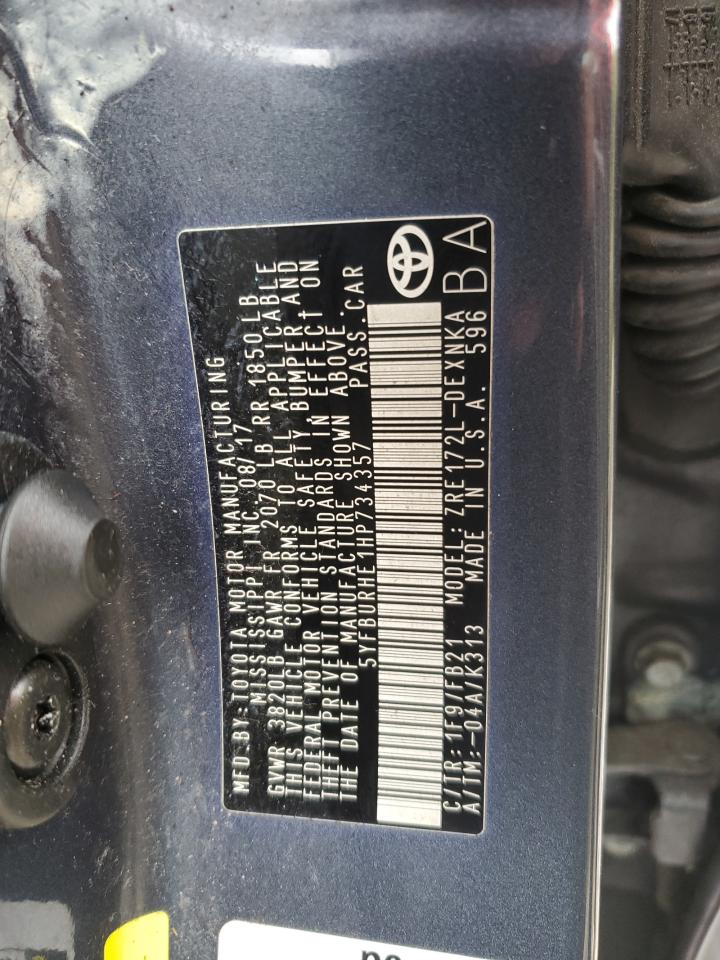 MFD.BY:TOYOTA MOTOR MANUFACTURING
MISSISSIPPI INC. 08/17
GVWR 3820LB GAWR FR 2070 LB RR 1850 LB
THIS VEHICLE CONFORMS TO ALL APPLICABLE
FEDERAL MOTOR VEHICLE SAFETY BUMPER AND
THEFT PREVENTION STANDARDS IN EFFECT ON
THE DATE OF MANUFACTURE SHOWN ABOVE.
5YFBURHE1HP734357 PASS.CAR
C/TR:1F9/FB21 MODEL:ZRE172L-DEXNKA
A/TM:-04A/K313 MADE IN U.S.A. 596
BA